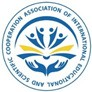 ASSOCIATION OF INTERNATIONAL EDUCATIONAL AND SCIENTIFIC COOPERATION